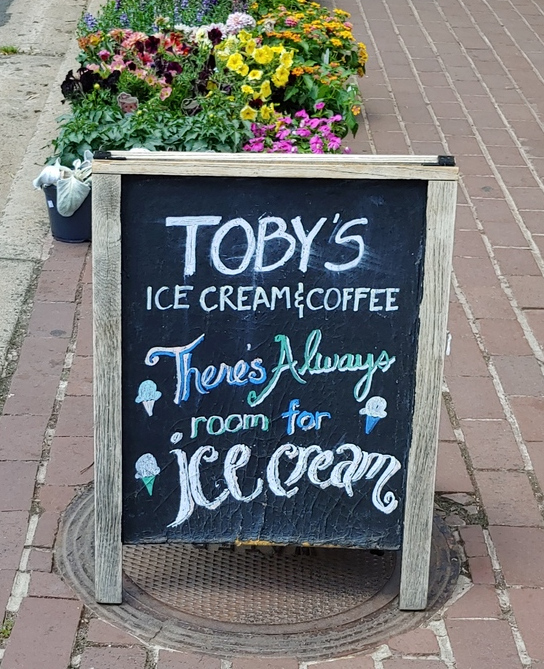 TOBY'S
ICE CREAM & COFFEE
There's Always
room for
ice cream